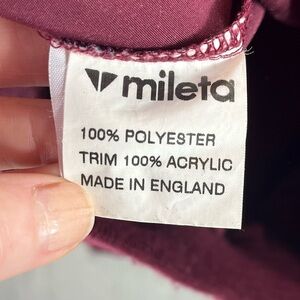 mileta
100% POLYESTER
TRIM 100% ACRYLIC
MADE IN ENGLAND